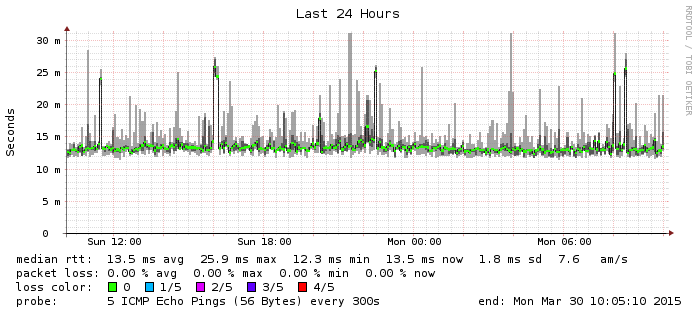 Last 24 Hours
RRDTOOL / TOBI OETIKER
Seconds
30 m
25 m
20 m
15 m
10 m
5 m
0
Sun 12:00 Sun 18:00 Mon 00:00 Mon 06:00
median rtt: 13.5 ms avg 25.9 ms max 12.3 ms min 13.5 ms now 1.8 ms sd 7.6 am/s
packet loss: 0.00 % avg 0.00 % max 0.00 % min 0.00 % now
loss color: 0 1/5 2/5 3/5 4/5
probe: 5 ICMP Echo Pings (56 Bytes) every 300s end: Mon Mar 30 10:05:10 2015